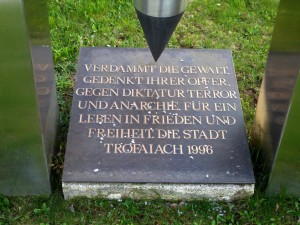 VERDAMMT DIE GEWALT,
GEDENKT IHRER OPFER,
GEGEN DIKTATUR TERROR
UND ANARCHIE. FÜR EIN
LEBEN IN FRIEDEN UND
FREIHEIT. DIE STADT
TROFAIACH 1996